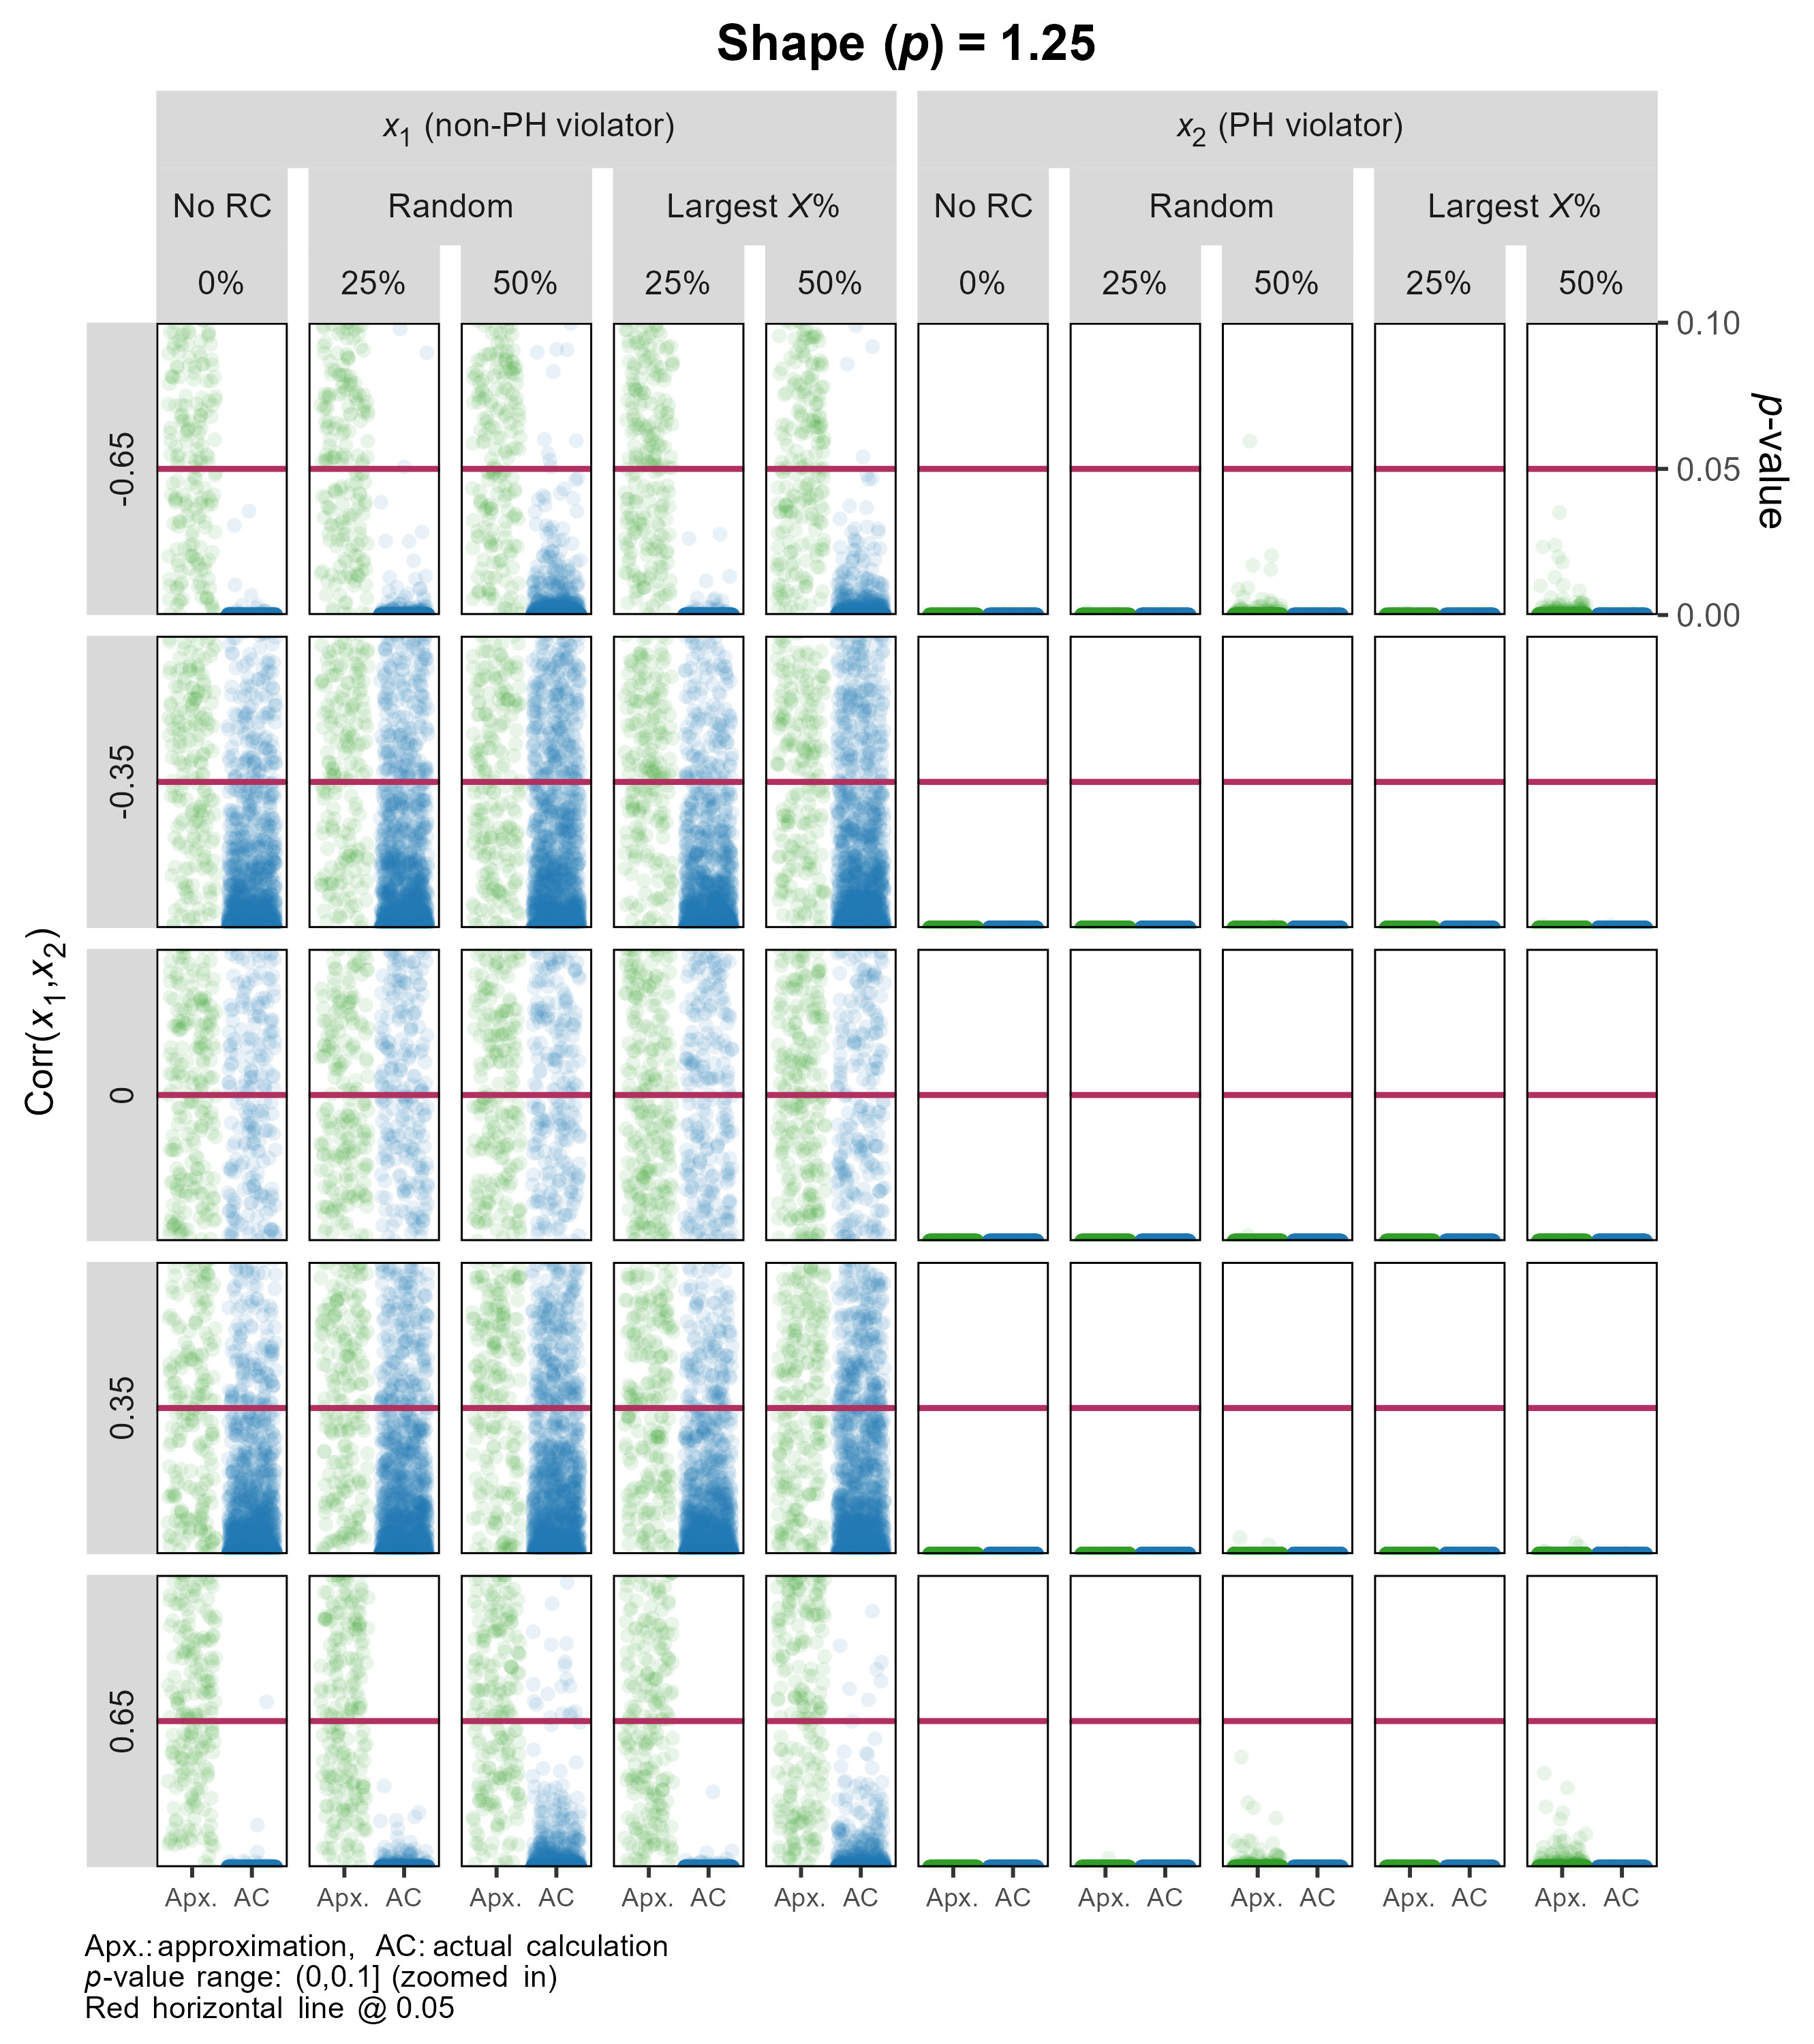 Shape (p) = 1.25
x1 (non-PH violator) x2 (PH violator)
No RC Random Largest X% No RC Random Largest X%
0% 25% 50% 25% 50% 0% 25% 50% 25% 50%
0.10
0.05
0.00
p-value
Corr(x1,x2)
-0.65
-0.35
0
0.35
0.65
Apx. AC Apx. AC Apx. AC Apx. AC Apx. AC Apx. AC Apx. AC Apx. AC Apx. AC Apx. AC
Apx.: approximation, AC: actual calculation
p-value range: (0,0.1] (zoomed in)
Red horizontal line @ 0.05